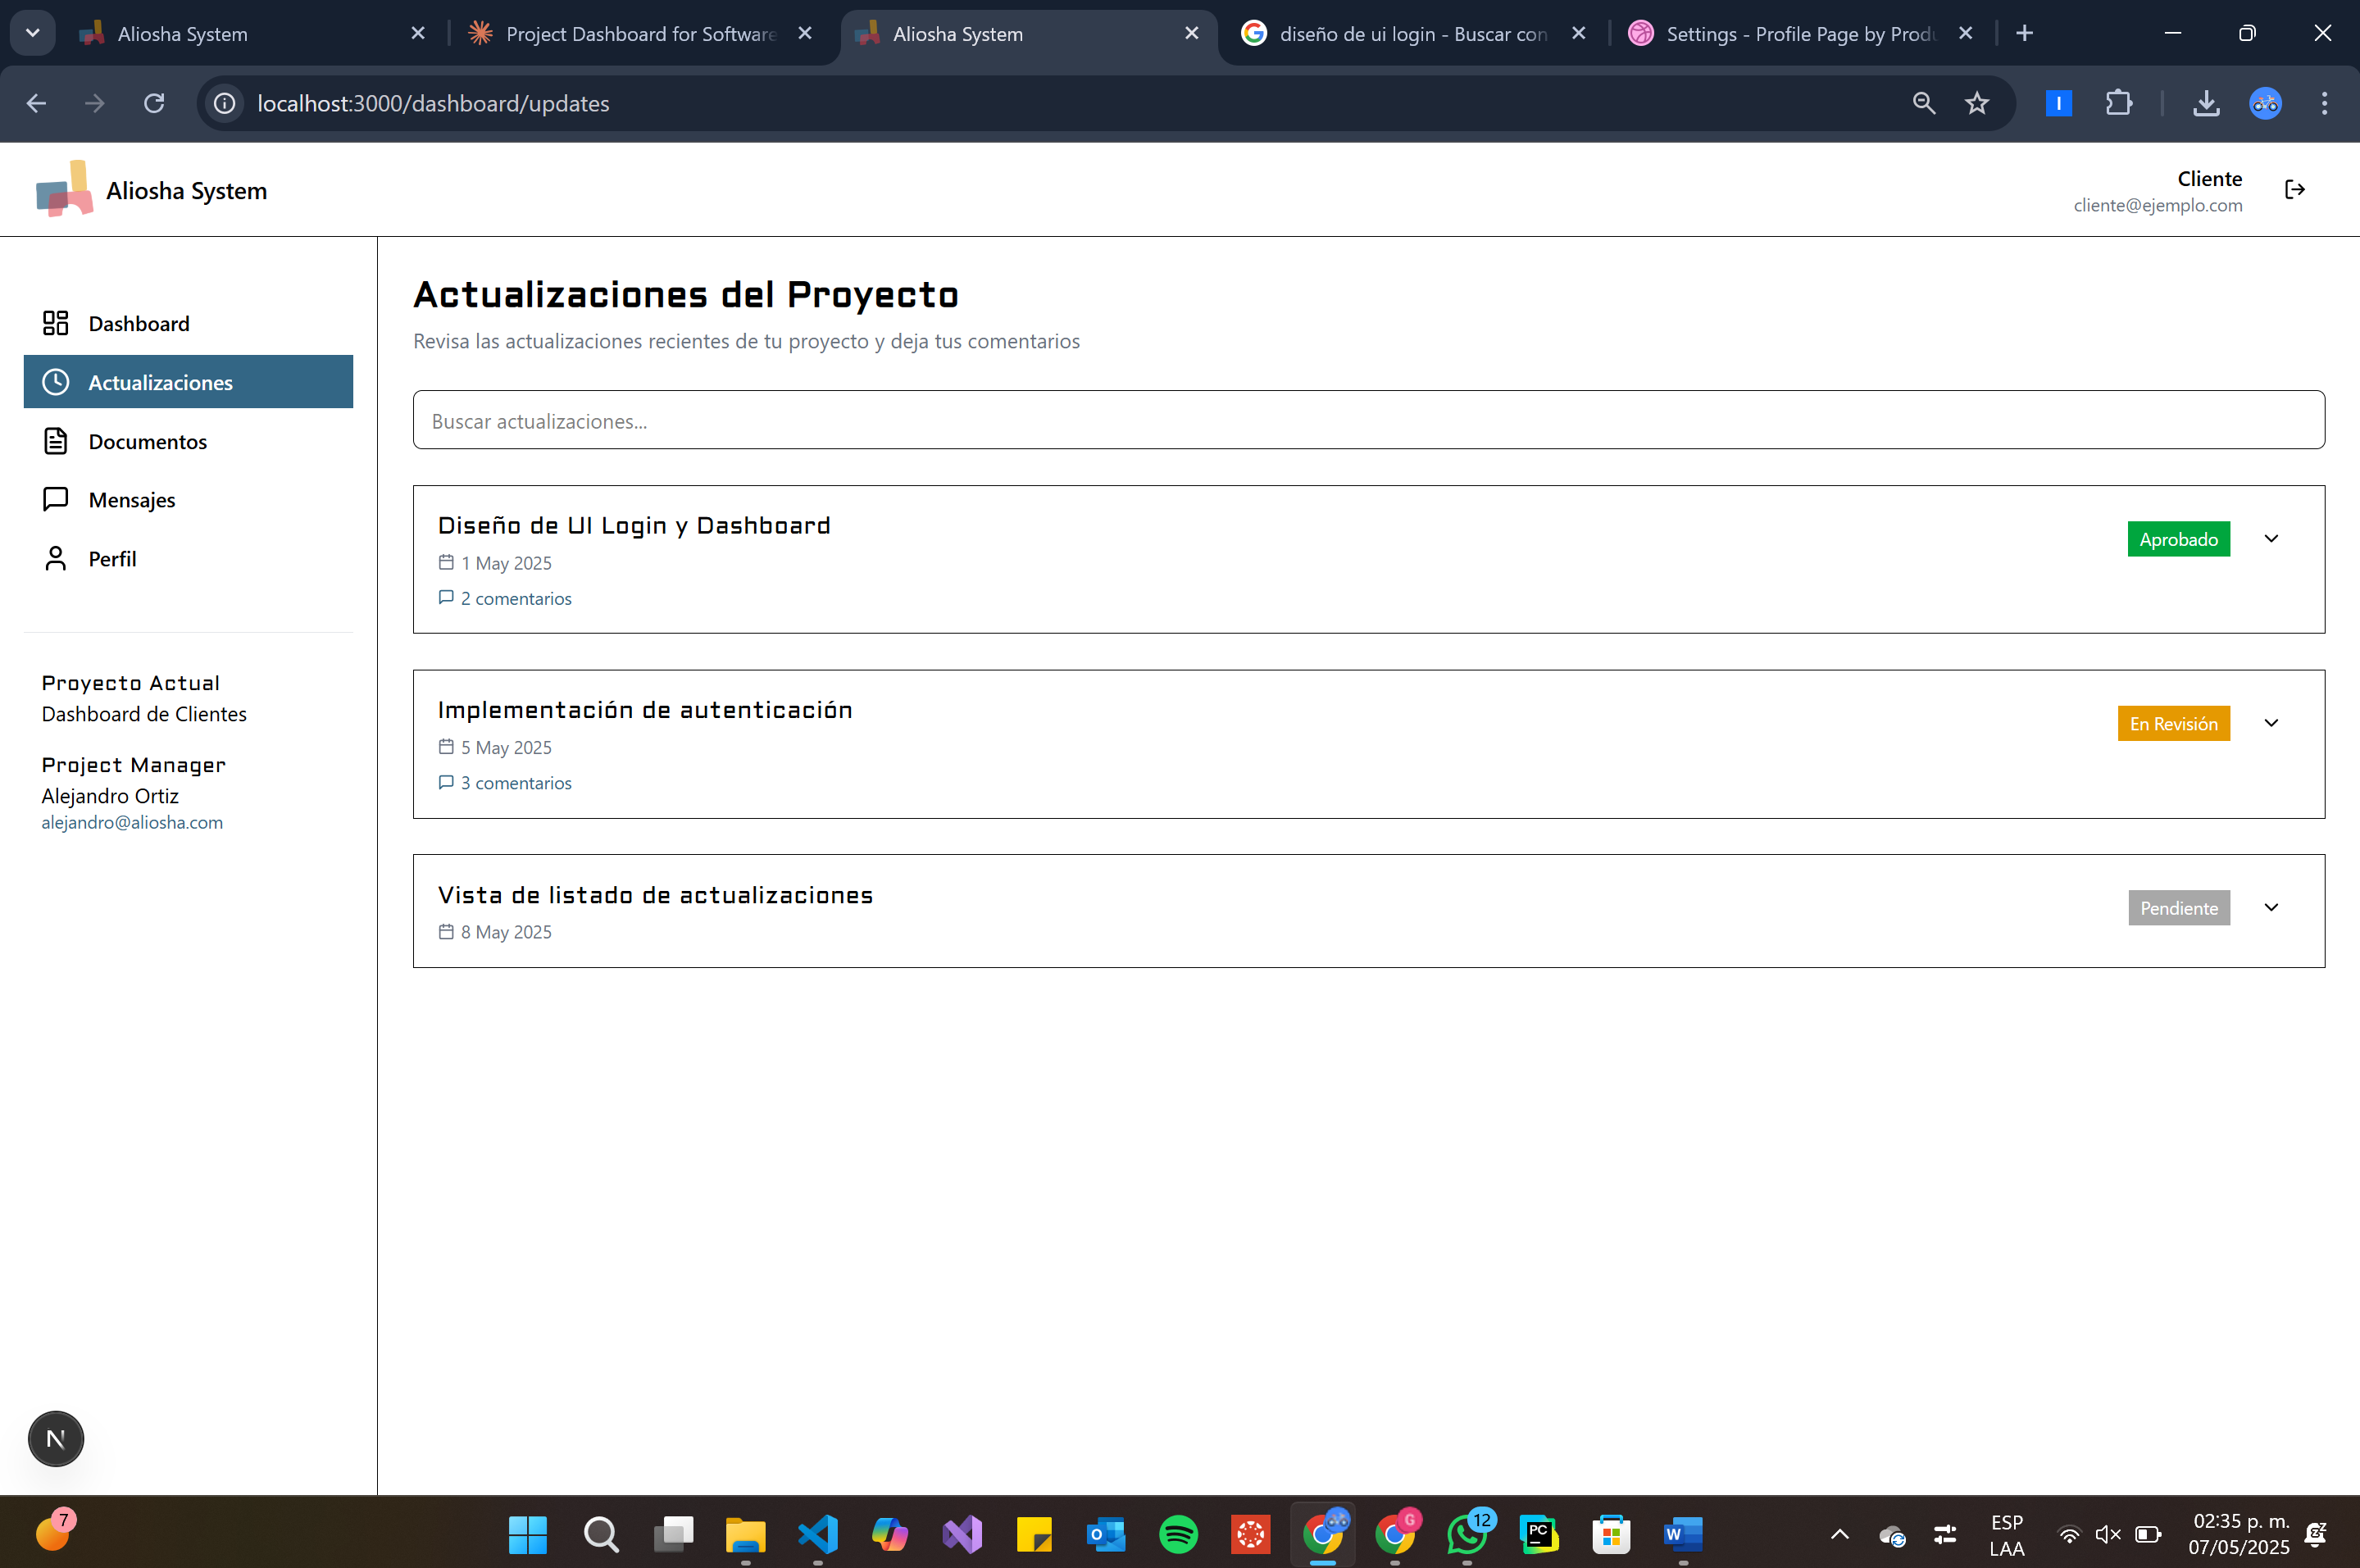 Aliosha System
Project Dashboard for Software
Aliosha System
diseño de ui login - Buscar con
Settings - Profile Page by Produ
localhost:3000/dashboard/updates
Aliosha System
Cliente
cliente@ejemplo.com
Dashboard
Actualizaciones
Documentos
Mensajes
Perfil
Proyecto Actual
Dashboard de Clientes
Project Manager
Alejandro Ortiz
alejandro@aliosha.com
Actualizaciones del Proyecto
Revisa las actualizaciones recientes de tu proyecto y deja tus comentarios
Buscar actualizaciones...
Diseño de UI Login y Dashboard
1 May 2025
2 comentarios
Aprobado
Implementación de autenticación
5 May 2025
3 comentarios
En Revisión
Vista de listado de actualizaciones
8 May 2025
Pendiente
N
7
G
12
PC
W
ESP
LAA
02:35 p. m.
07/05/2025